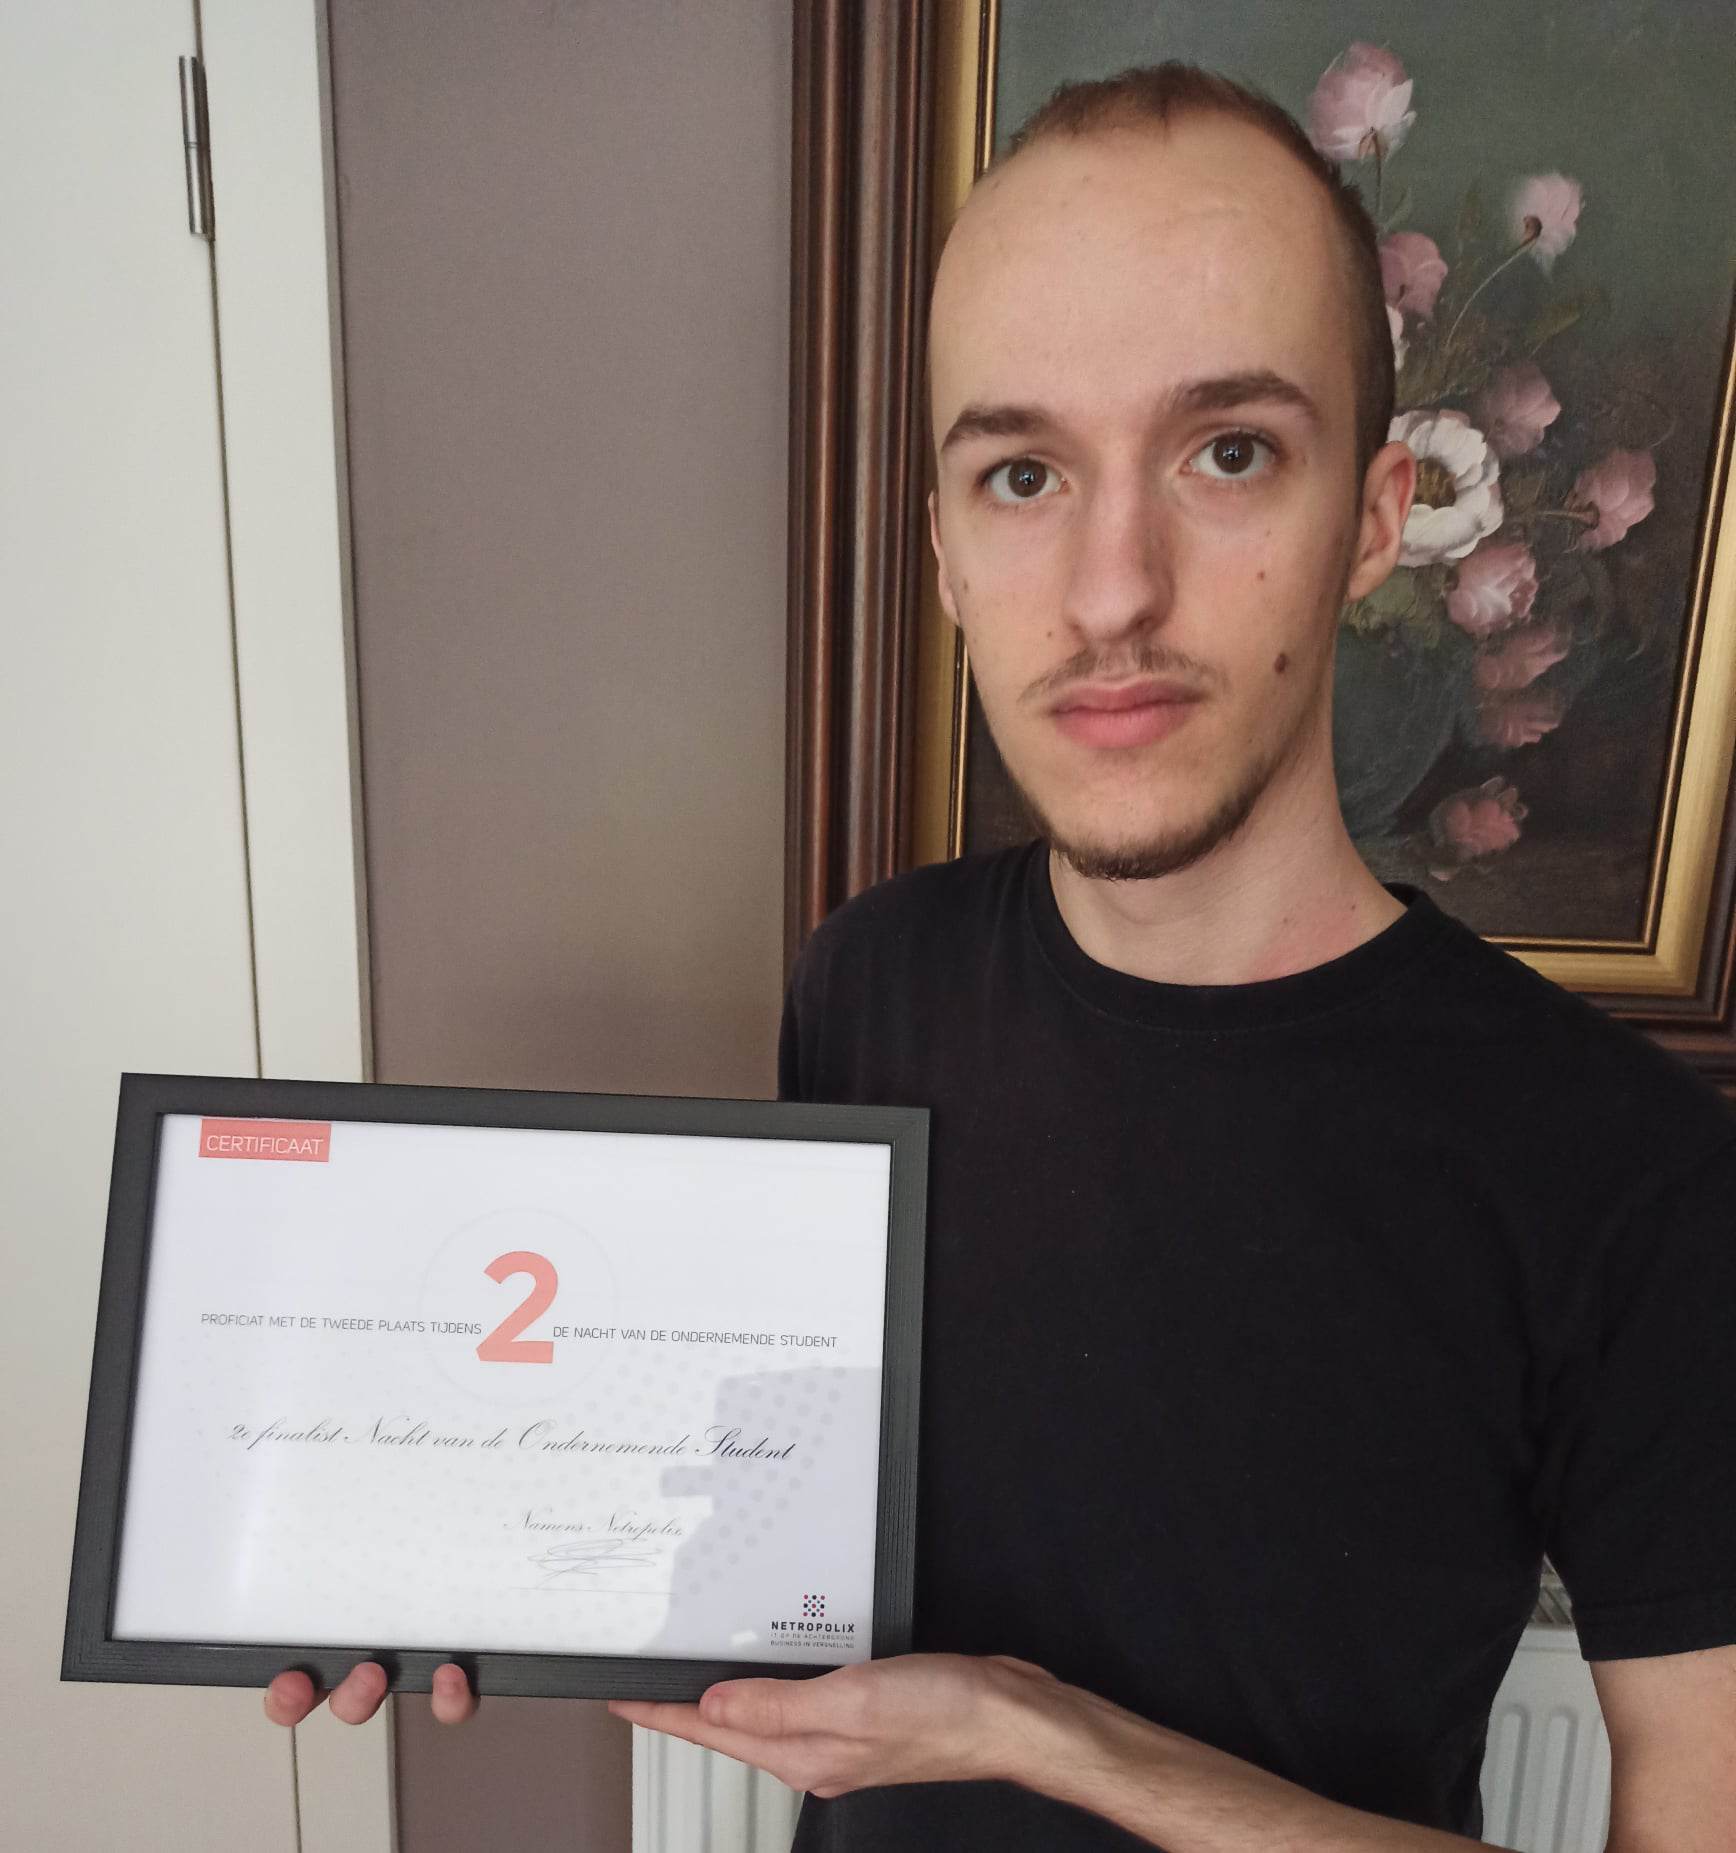 CERTIFICAAT
2
PROFICIAT MET DE TWEEDE PLAATS TIJDENS DE NACHT VAN DE ONDERNEMENDE STUDENT
2e finalist Nacht van de Ondernemende Student
Namens Netropolix
NETROPOLIX
IT OP DE ACHTERGROND
BUSINESS IN VERSNELLING